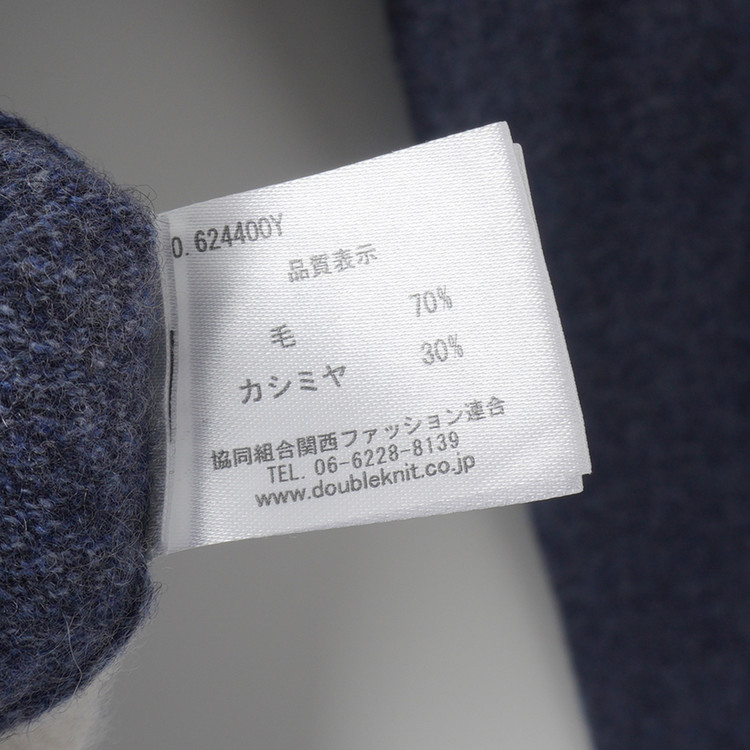 0.624400Y
品質表示
毛 70%
カシミヤ 30%
協同組合関西ファッション連合
TEL. 06-6228-8139
www.doubleknit.co.jp